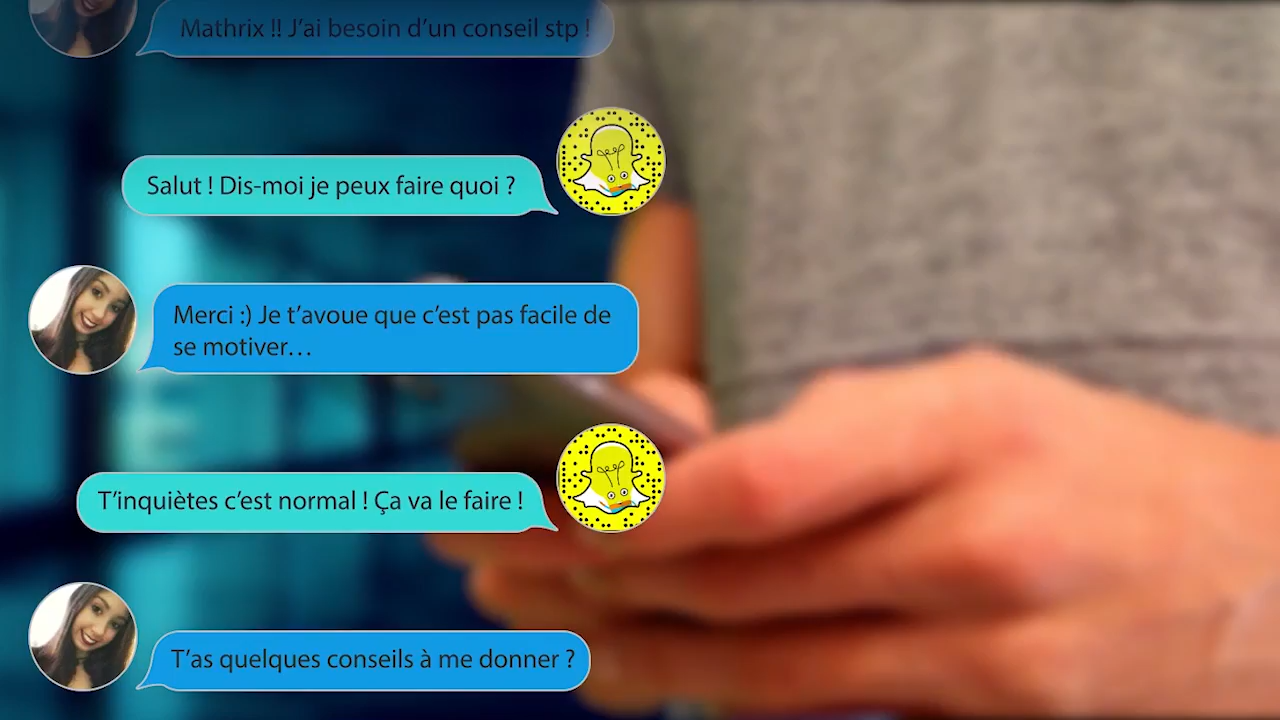 Mathrix !! J’ai besoin d’un conseil stp !
Salut ! Dis-moi je peux faire quoi ?
Merci :) Je t’avoue que c’est pas facile de
se motiver…
T’inquiètes c’est normal ! Ça va le faire !
T’as quelques conseils à me donner ?